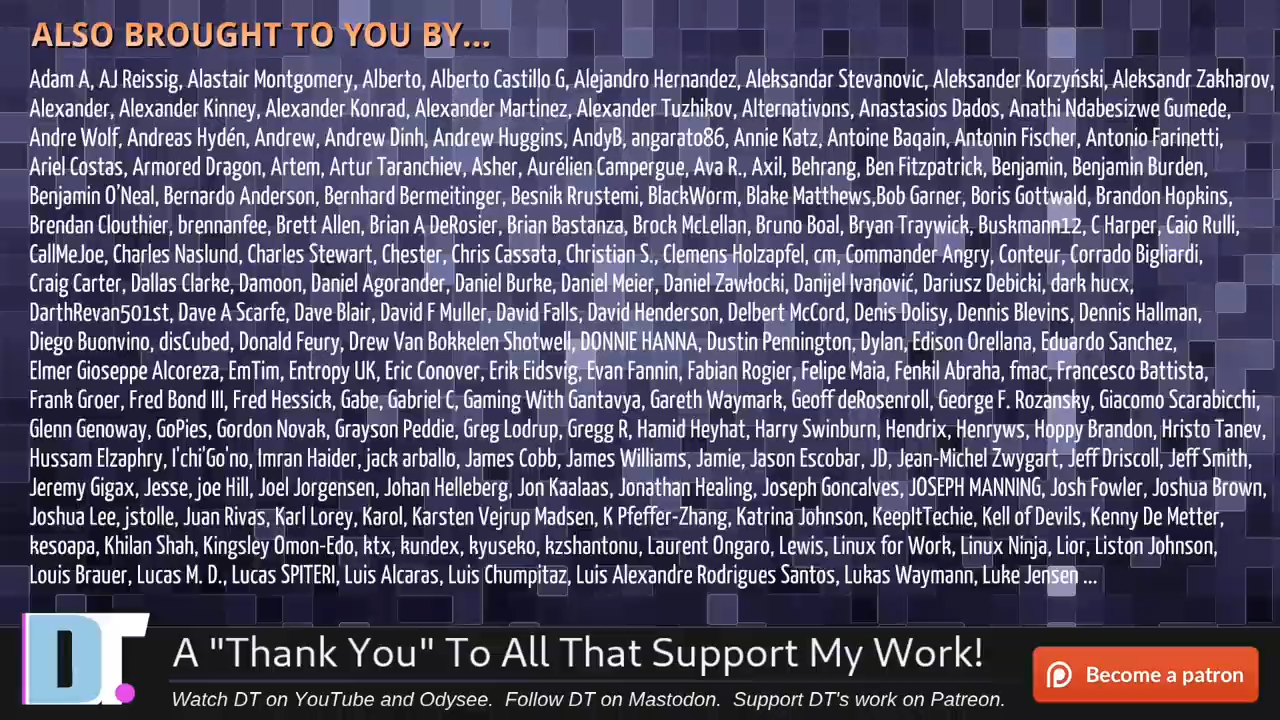 ALSO BROUGHT TO YOU BY...
Adam A, AJ Reissig, Alastair Montgomery, Alberto, Alberto Castillo G, Alejandro Hernandez, Aleksandar Stevanovic, Aleksander Korzyński, Aleksandr Zakharov,
Alexander, Alexander Kinney, Alexander Konrad, Alexander Martinez, Alexander Tuzhikov, Alternativons, Anastasios Dados, Anathi Ndabesizwe Gumede,
Andre Wolf, Andreas Hydén, Andrew, Andrew Dinh, Andrew Huggins, AndyB, angarato86, Annie Katz, Antoine Baqain, Antonin Fischer, Antonio Farinetti,
Ariel Costas, Armored Dragon, Artem, Artur Taranchiev, Asher, Aurélien Campergue, Ava R., Axil, Behrang, Ben Fitzpatrick, Benjamin, Benjamin Burden,
Benjamin O'Neal, Bernardo Anderson, Bernhard Bermeitinger, Besnik Rrustemi, BlackWorm, Blake Matthews,Bob Garner, Boris Gottwald, Brandon Hopkins,
Brendan Clouthier, brennanfee, Brett Allen, Brian A DeRosier, Brian Bastanza, Brock McLellan, Bruno Boal, Bryan Traywick, Buskmann12, C Harper, Caio Rulli,
CallMeJoe, Charles Naslund, Charles Stewart, Chester, Chris Cassata, Christian S., Clemens Holzapfel, cm, Commander Angry, Conteur, Corrado Bigliardi,
Craig Carter, Dallas Clarke, Damoon, Daniel Agorander, Daniel Burke, Daniel Meier, Daniel Zawłocki, Danijel Ivanović, Dariusz Debicki, dark hucx,
DarthRevan501st, Dave A Scarfe, Dave Blair, David F Muller, David Falls, David Henderson, Delbert McCord, Denis Dolisy, Dennis Blevins, Dennis Hallman,
Diego Buonvino, disCubed, Donald Feury, Drew Van Bokkelen Shotwell, DONNIE HANNA, Dustin Pennington, Dylan, Edison Orellana, Eduardo Sanchez,
Elmer Gioseppe Alcoreza, EmTim, Entropy UK, Eric Conover, Erik Eidsvig, Evan Fannin, Fabian Rogier, Felipe Maia, Fenkil Abraha, fmac, Francesco Battista,
Frank Groer, Fred Bond III, Fred Hessick, Gabe, Gabriel C, Gaming With Gantavya, Gareth Waymark, Geoff deRosenroll, George F. Rozansky, Giacomo Scarabicchi,
Glenn Genoway, GoPies, Gordon Novak, Grayson Peddie, Greg Lodrup, Gregg R, Hamid Heyhat, Harry Swinburn, Hendrix, Henryws, Hoppy Brandon, Hristo Tanev,
Hussam Elzaphry, I'chi'Go'no, Imran Haider, jack arballo, James Cobb, James Williams, Jamie, Jason Escobar, JD, Jean-Michel Zwygart, Jeff Driscoll, Jeff Smith,
Jeremy Gigax, Jesse, joe Hill, Joel Jorgensen, Johan Helleberg, Jon Kaalaas, Jonathan Healing, Joseph Goncalves, JOSEPH MANNING, Josh Fowler, Joshua Brown,
Joshua Lee, jstolle, Juan Rivas, Karl Lorey, Karol, Karsten Vejrup Madsen, K Pfeffer-Zhang, Katrina Johnson, KeepItTechie, Kell of Devils, Kenny De Metter,
kesoapa, Khilan Shah, Kingsley Omon-Edo, ktx, kundex, kyuseko, kzshantonu, Laurent Ongaro, Lewis, Linux for Work, Linux Ninja, Lior, Liston Johnson,
Louis Brauer, Lucas M. D., Lucas SPITERI, Luis Alcaras, Luis Chumpitaz, Luis Alexandre Rodrigues Santos, Lukas Waymann, Luke Jensen ...
DT
A "Thank You" To All That Support My Work!
Become a patron
Watch DT on YouTube and Odysee. Follow DT on Mastodon. Support DT's work on Patreon.